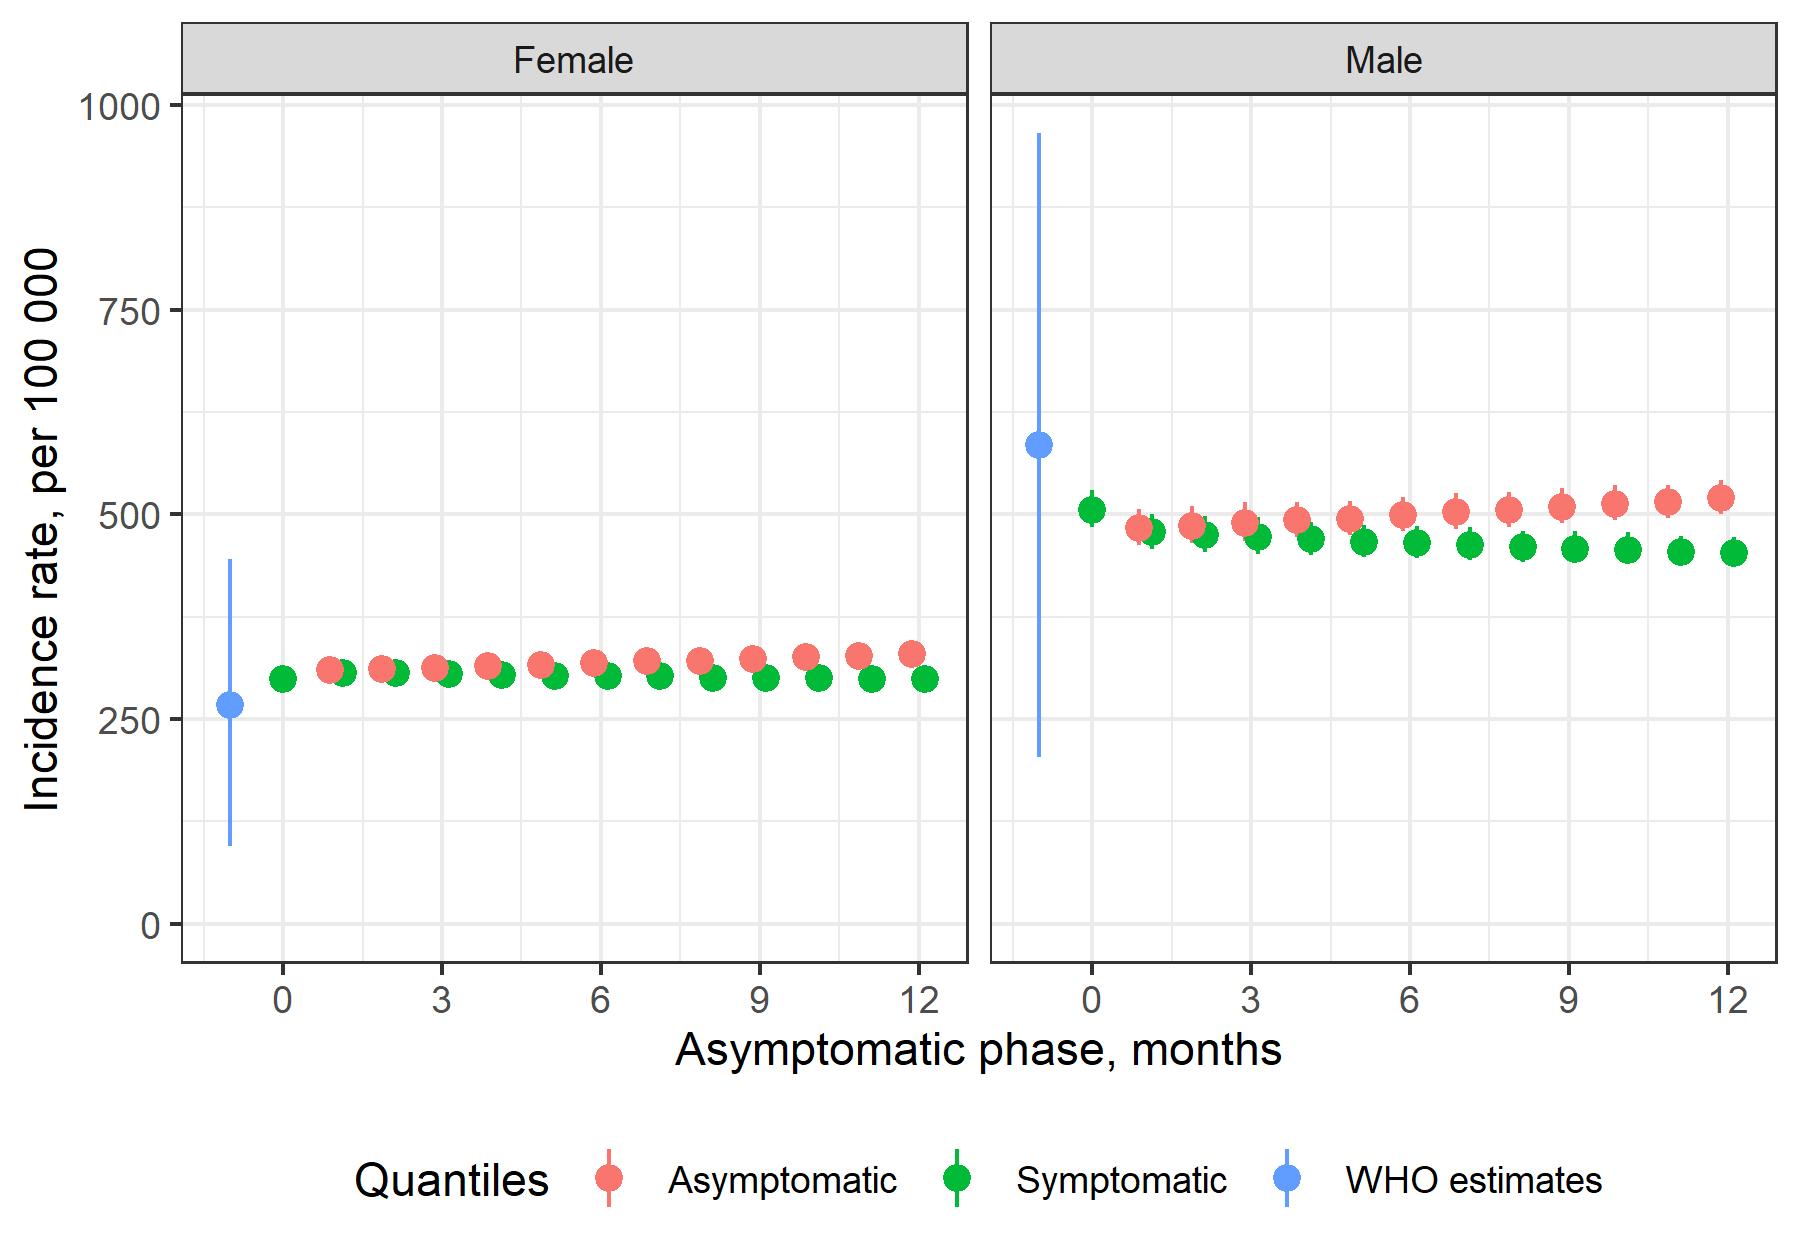 Female Male
1000
750
500
250
0
Incidence rate, per 100 000
0 3 6 9 12 0 3 6 9 12
Asymptomatic phase, months
Quantiles Asymptomatic Symptomatic WHO estimates